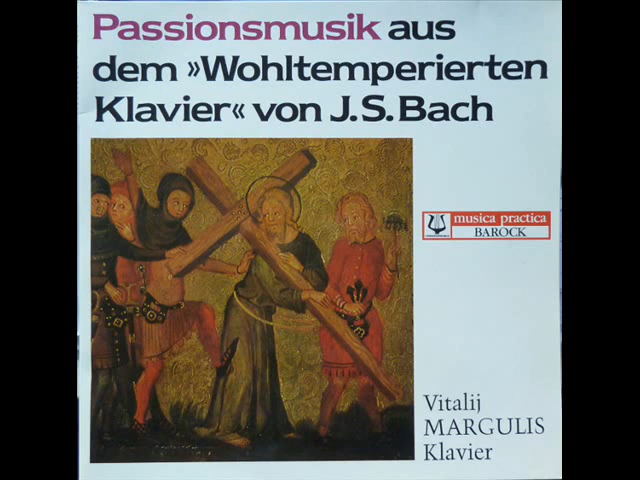 Passionsmusik aus
dem »Wohltemperierten
Klavier« von J.S.Bach
musica practica
BAROCK
Vitalij
MARGULIS
Klavier